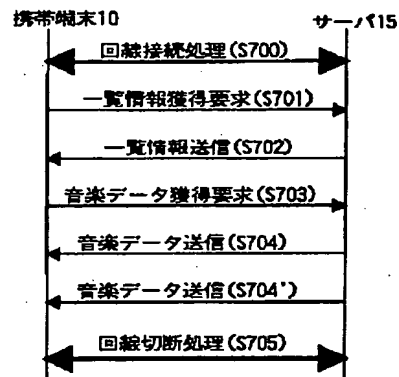 携帯端末10
サーバ15
回線接続処理(S700)
一覧情報獲得要求(S701)
一覧情報送信(S702)
音楽データ獲得要求(S703)
音楽データ送信(S704)
音楽データ送信(S704')
回線切断処理(S705)